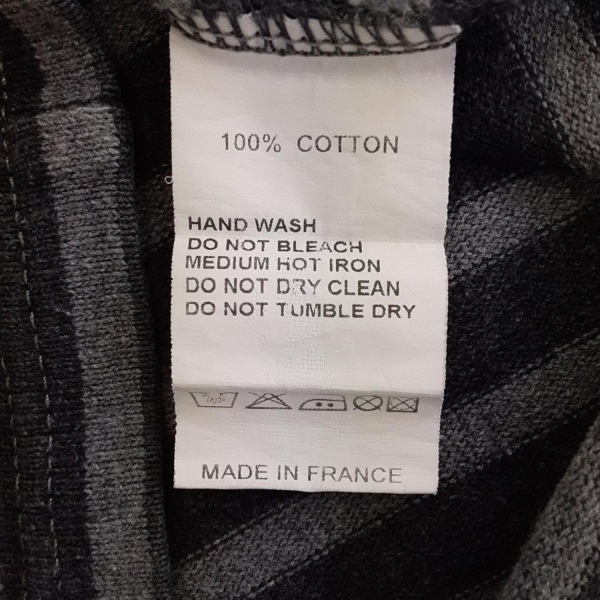 100% COTTON
HAND WASH
DO NOT BLEACH
MEDIUM HOT IRON
DO NOT DRY CLEAN
DO NOT TUMBLE DRY
MADE IN FRANCE